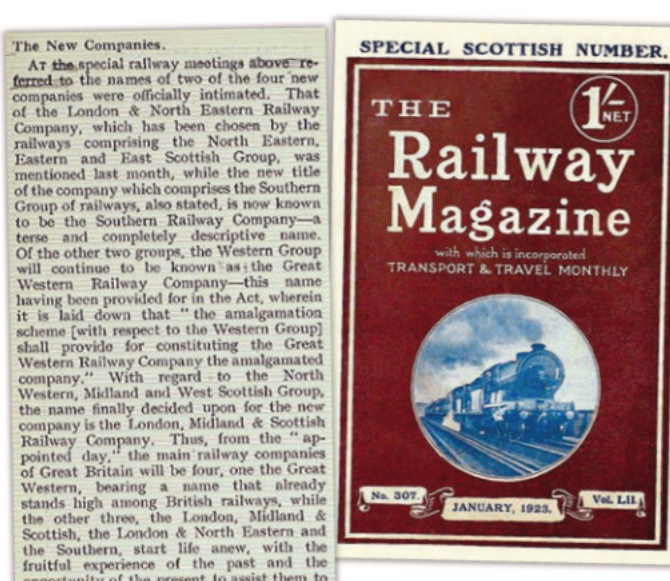 The New Companies.
AT the special railway meetings above re-
ferred to the names of two of the four new
companies were officially intimated. That
of the London & North Eastern Railway
Company, which has been chosen by the
railways comprising the North Eastern,
Eastern and East Scottish Group, was
mentioned last month, while the new title
of the company which comprises the Southern
Group of railways, also stated, is now known
to be the Southern Railway Company—a
terse and completely descriptive name.
Of the other two groups, the Western Group
will continue to be known as the Great
Western Railway Company—this name
having been provided for in the Act, wherein
it is laid down that " the amalgamation
scheme [with respect to the Western Group]
shall provide for constituting the Great
Western Railway Company the amalgamated
company." With regard to the North
Western, Midland and West Scottish Group,
the name finally decided upon for the new
company is the London, Midland & Scottish
Railway Company. Thus, from the " ap-
pointed day," the main railway companies
of Great Britain will be four, one the Great
Western, bearing a name that already
stands high among British railways, while
the other three, the London, Midland &
Scottish, the London & North Eastern and
the Southern, start life anew, with the
fruitful experience of the past and the
opportunity of the present to assist them to
SPECIAL SCOTTISH NUMBER.
1/- NET
THE
Railway
Magazine
with which is incorporated
TRANSPORT & TRAVEL MONTHLY
No. 307.
JANUARY, 1923.
Vol. LII.